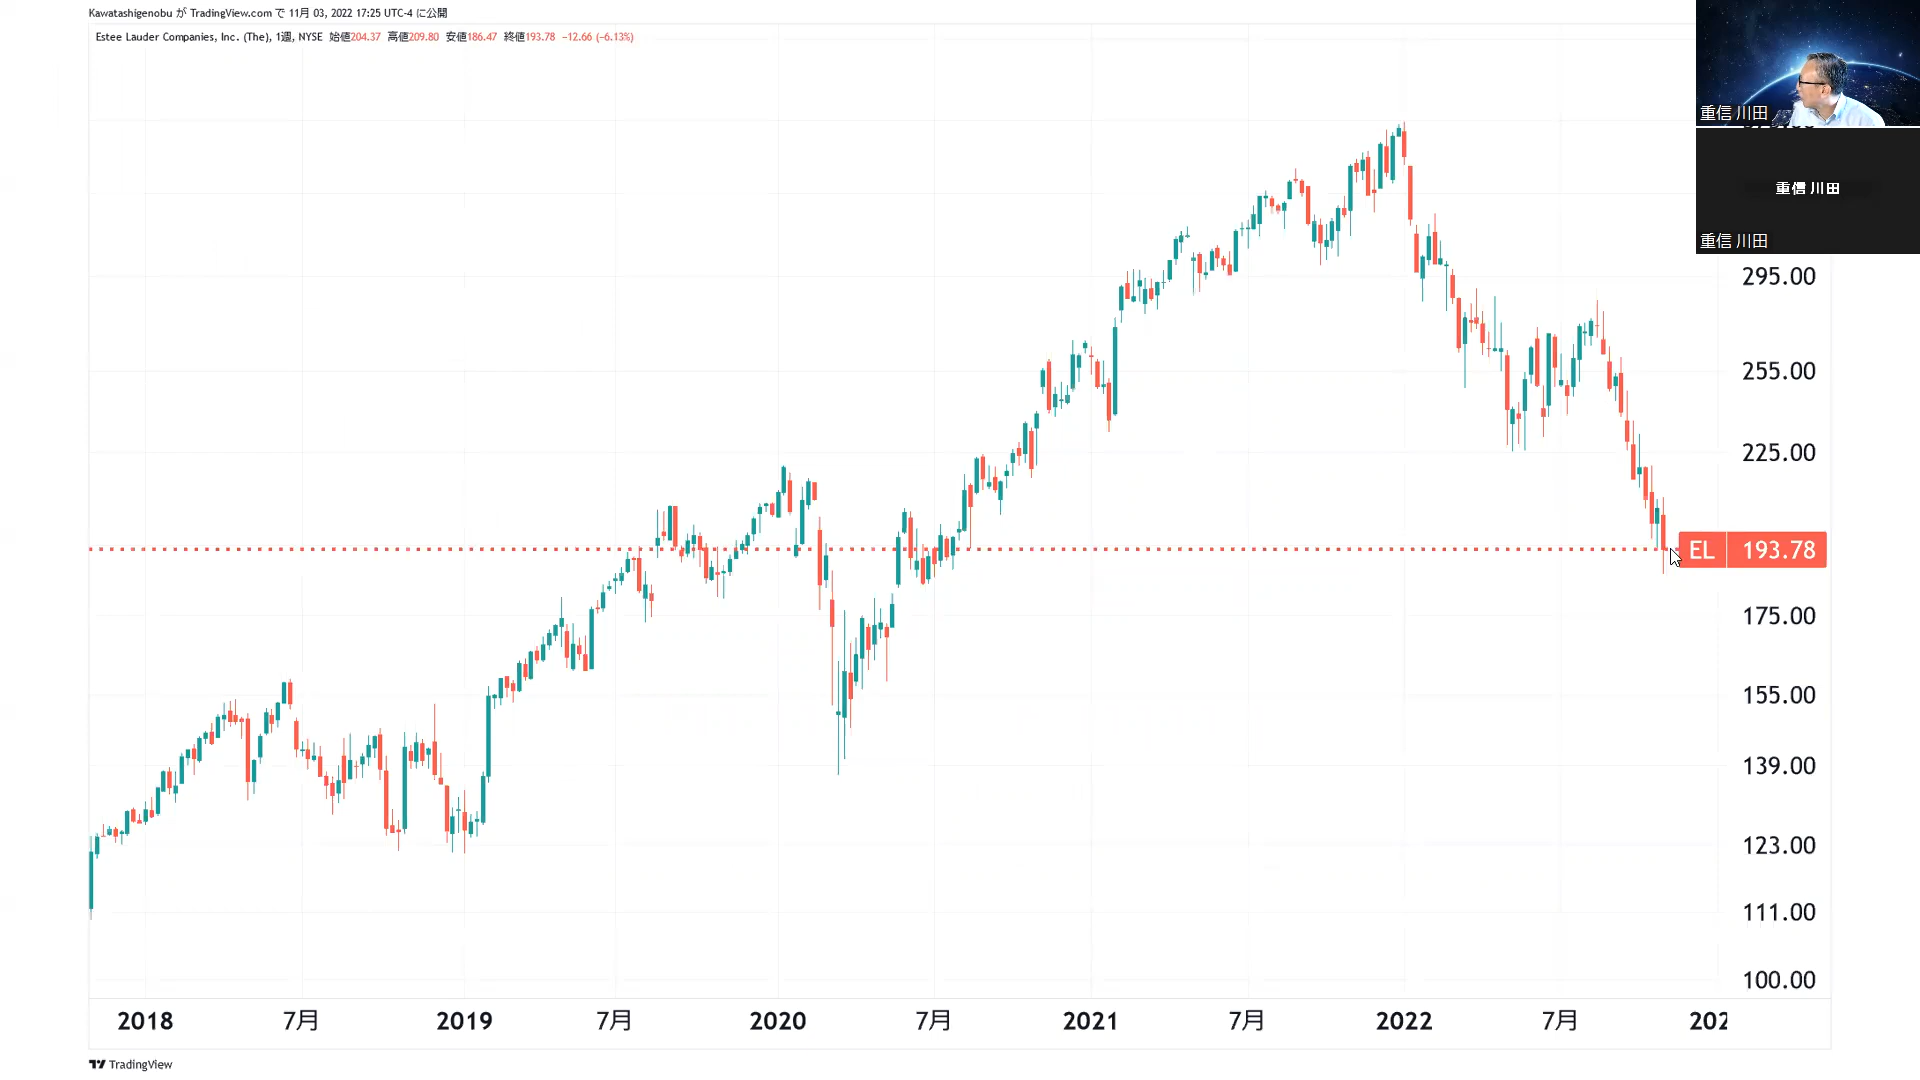 Kawatashigenobu が TradingView.com で 11月 03, 2022 17:25 UTC-4 に公開
Estee Lauder Companies, Inc. (The), 1週, NYSE 始値204.37 高値209.80 安値186.47 終値193.78 −12.66 (−6.13%)
重信 川田
重信 川田
重信 川田
295.00
255.00
225.00
EL 193.78
175.00
155.00
139.00
123.00
111.00
100.00
2018 7月 2019 7月 2020 7月 2021 7月 2022 7月 202
TradingView